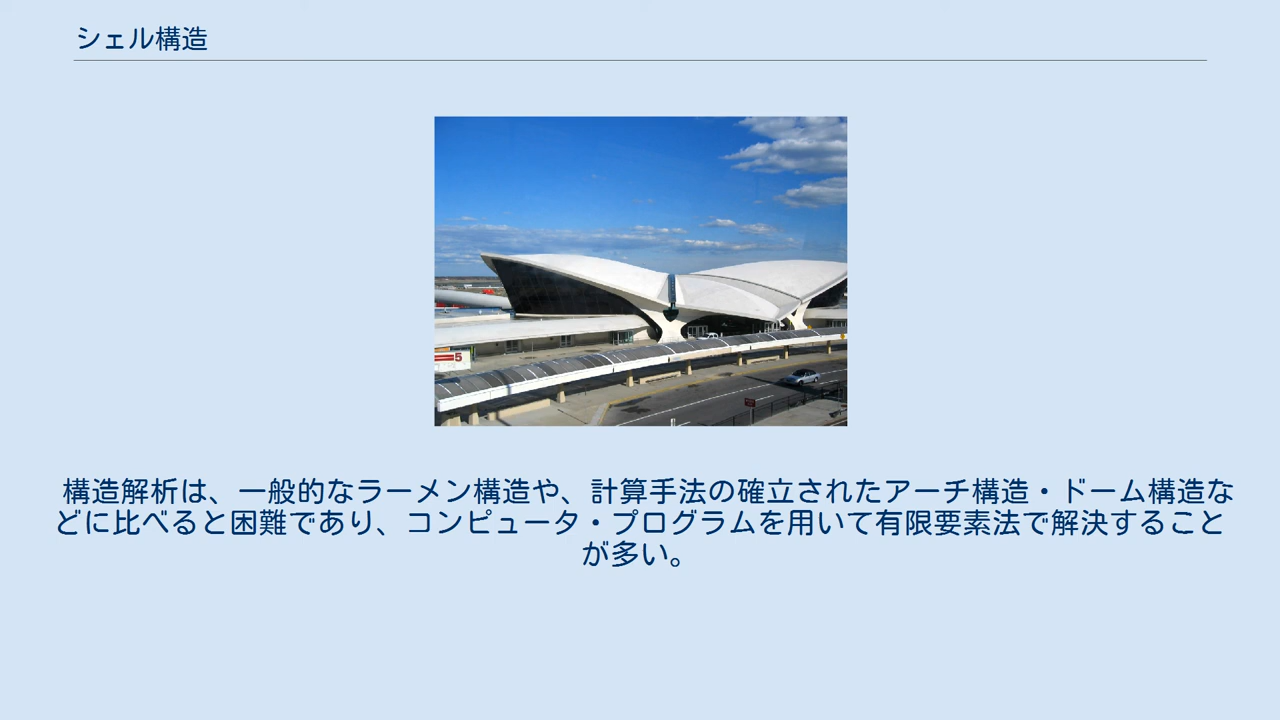 シェル構造
5
構造解析は、一般的なラーメン構造や、計算手法の確立されたアーチ構造・ドーム構造な
どに比べると困難であり、コンピュータ・プログラムを用いて有限要素法で解決すること
が多い。